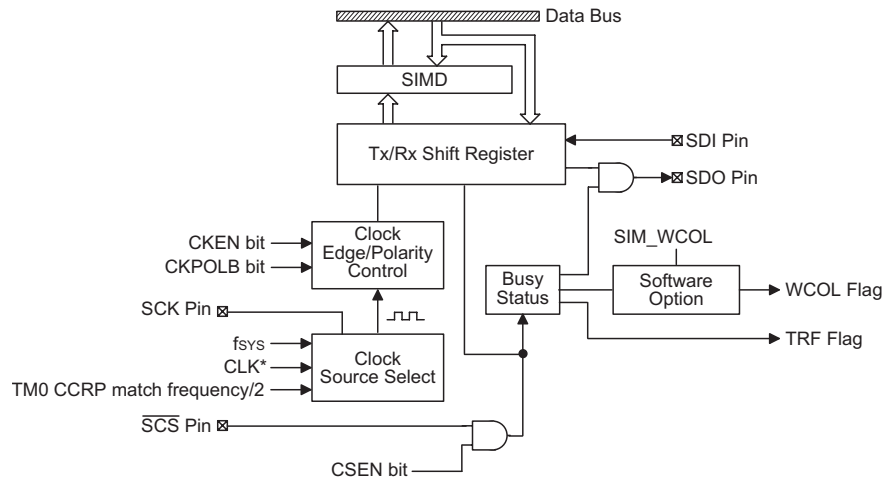 Data Bus
SIMD
Tx/Rx Shift Register
SDI Pin
SDO Pin
CKEN bit
CKPOLB bit
Clock
Edge/Polarity
Control
SIM_WCOL
Busy
Status
Software
Option
WCOL Flag
TRF Flag
SCK Pin
fSYS
CLK*
TM0 CCRP match frequency/2
Clock
Source Select
SCS Pin
CSEN bit